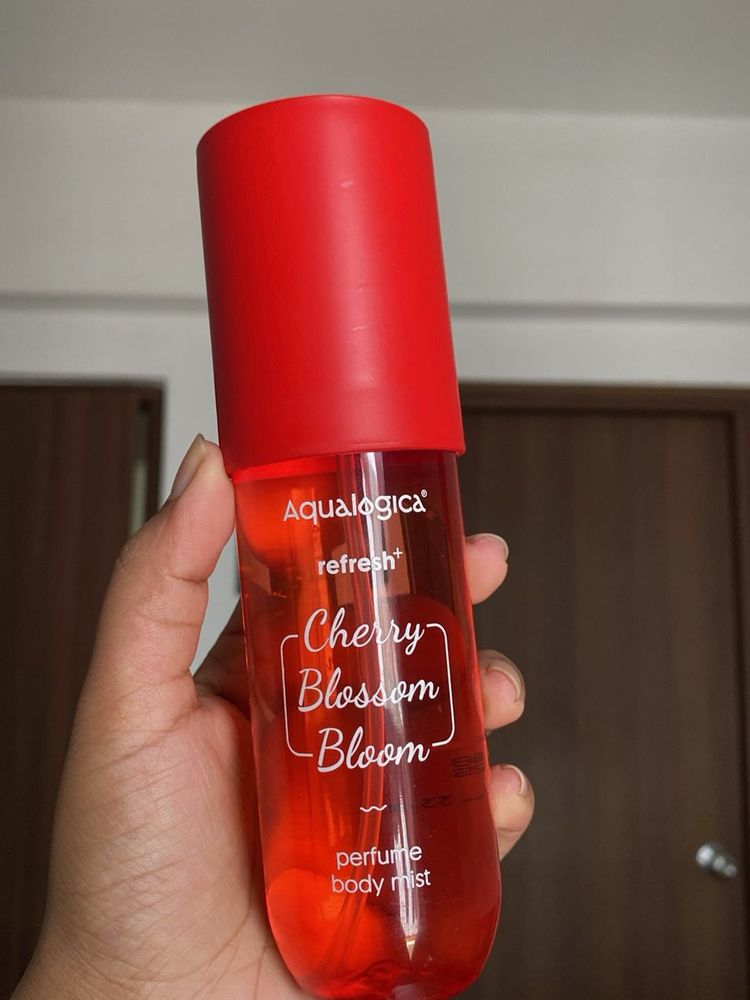 Aqualogica®
refresh+
Cherry
Blossom
Bloom
perfume
body mist